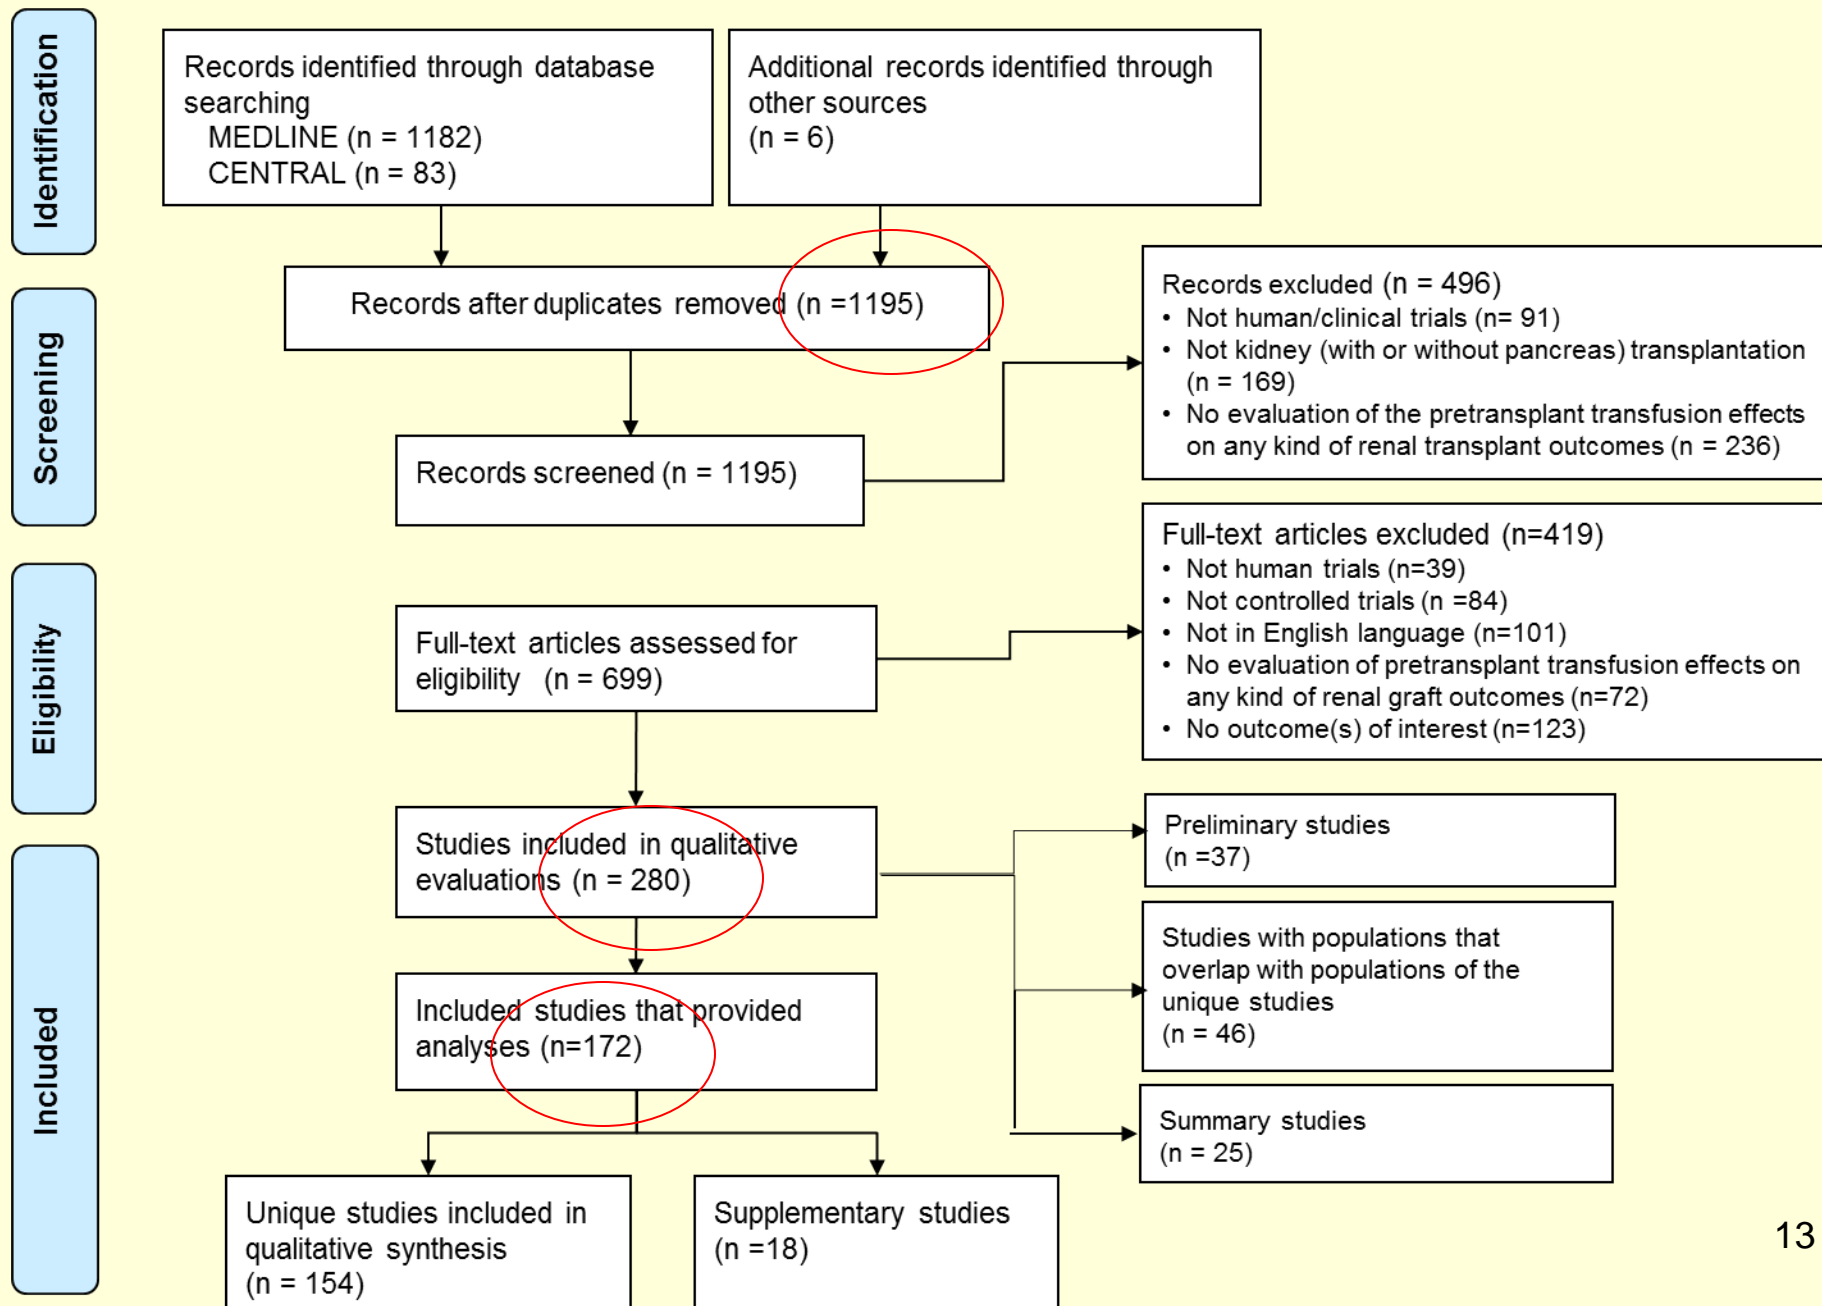 Identification
Records identified through database
searching
MEDLINE (n = 1182)
CENTRAL (n = 83)
Additional records identified through
other sources
(n = 6)
Records after duplicates removed (n =1195)
Screening
Records screened (n = 1195)
Records excluded (n = 496)
• Not human/clinical trials (n= 91)
• Not kidney (with or without pancreas) transplantation
(n = 169)
• No evaluation of the pretransplant transfusion effects
on any kind of renal transplant outcomes (n = 236)
Eligibility
Full-text articles assessed for
eligibility (n = 699)
Full-text articles excluded (n=419)
• Not human trials (n=39)
• Not controlled trials (n =84)
• Not in English language (n=101)
• No evaluation of pretransplant transfusion effects on
any kind of renal graft outcomes (n=72)
• No outcome(s) of interest (n=123)
Included
Studies included in qualitative
evaluations (n = 280)
Preliminary studies
(n =37)
Studies with populations that
overlap with populations of the
unique studies
(n = 46)
Summary studies
(n = 25)
Included studies that provided
analyses (n=172)
Unique studies included in
qualitative synthesis
(n = 154)
Supplementary studies
(n =18)
13